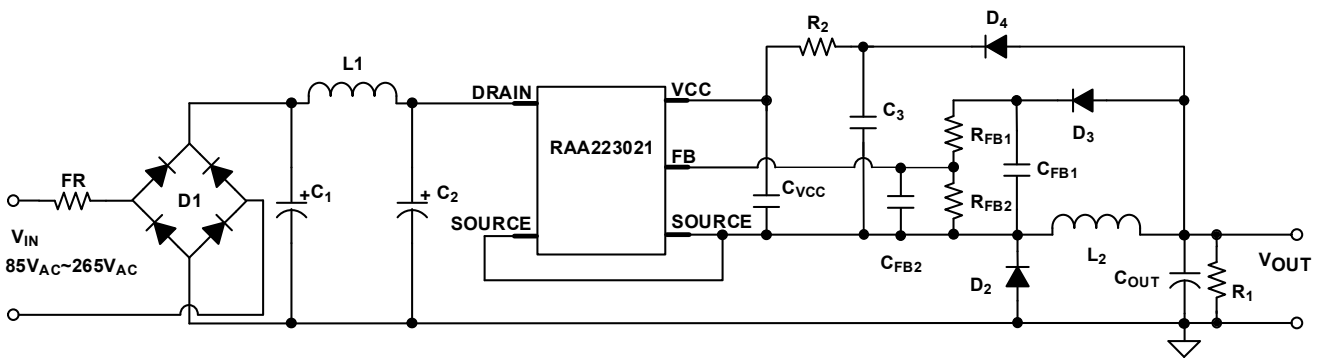 R2
D4
L1
DRAIN
VCC
C3
RFB1
D3
RAA223021
FB
CFB1
FR
D1
+C1
+ C2
CVCC
RFB2
VIN
SOURCE
SOURCE
85VAC~265VAC
CFB2
D2
L2
COUT
R1
VOUT